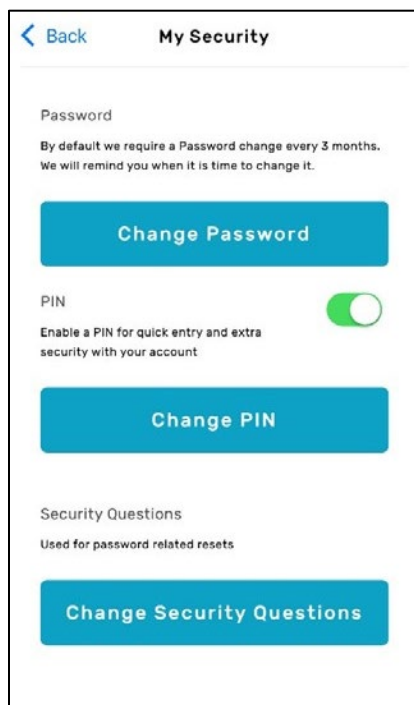 Back My Security
Password
By default we require a Password change every 3 months.
We will remind you when it is time to change it.
Change Password
PIN
Enable a PIN for quick entry and extra
security with your account
Change PIN
Security Questions
Used for password related resets
Change Security Questions